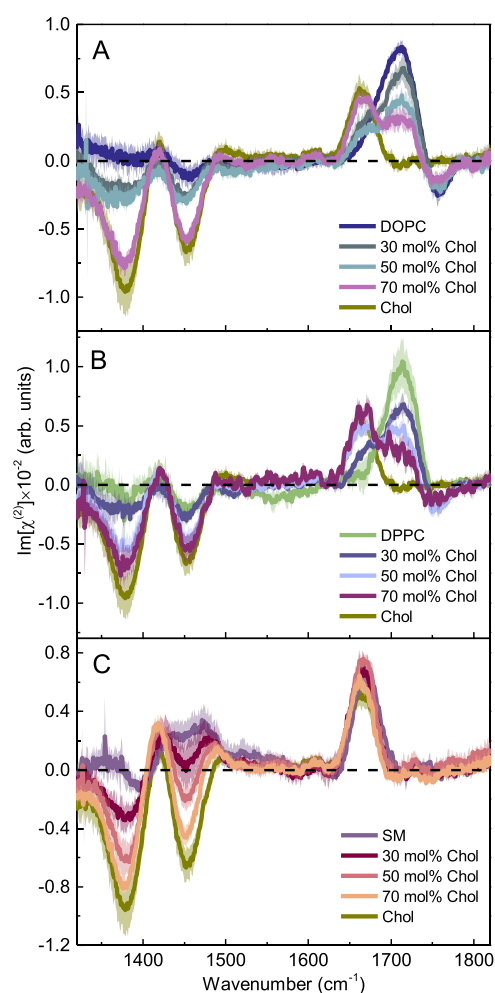 A
1.0
0.5
0.0
-0.5
-1.0
DOPC
30 mol% Chol
50 mol% Chol
70 mol% Chol
Chol
B
1.0
0.5
0.0
-0.5
-1.0
DPPC
30 mol% Chol
50 mol% Chol
70 mol% Chol
Chol
Im[χ⁽²⁾]×10⁻² (arb. units)
C
0.8
0.4
0.0
-0.4
-0.8
-1.2
SM
30 mol% Chol
50 mol% Chol
70 mol% Chol
Chol
1400 1500 1600 1700 1800
Wavenumber (cm⁻¹)